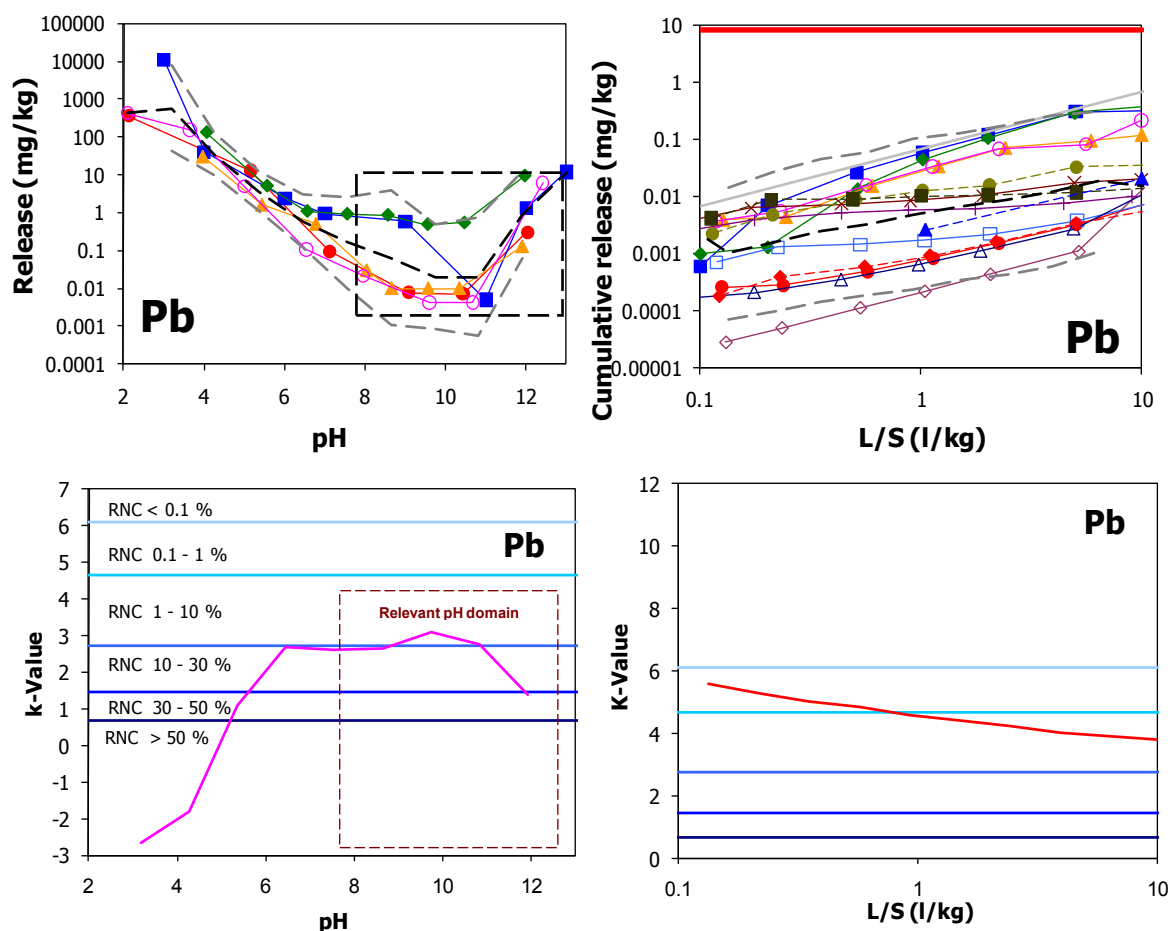 Release (mg/kg)
100000
10000
1000
100
10
1
0.1
0.01
0.001
0.0001
Pb
2 4 6 8 10 12
pH
Cumulative release (mg/kg)
10
1
0.1
0.01
0.001
0.0001
0.00001
Pb
0.1 1 10
L/S (l/kg)
k-Value
7
6
5
4
3
2
1
0
-1
-2
-3
RNC < 0.1 %
RNC 0.1 - 1 %
Pb
RNC 1 - 10 %
Relevant pH domain
RNC 10 - 30 %
RNC 30 - 50 %
RNC > 50 %
2 4 6 8 10 12
pH
K-Value
12
10
8
6
4
2
0
Pb
0.1 1 10
L/S (l/kg)